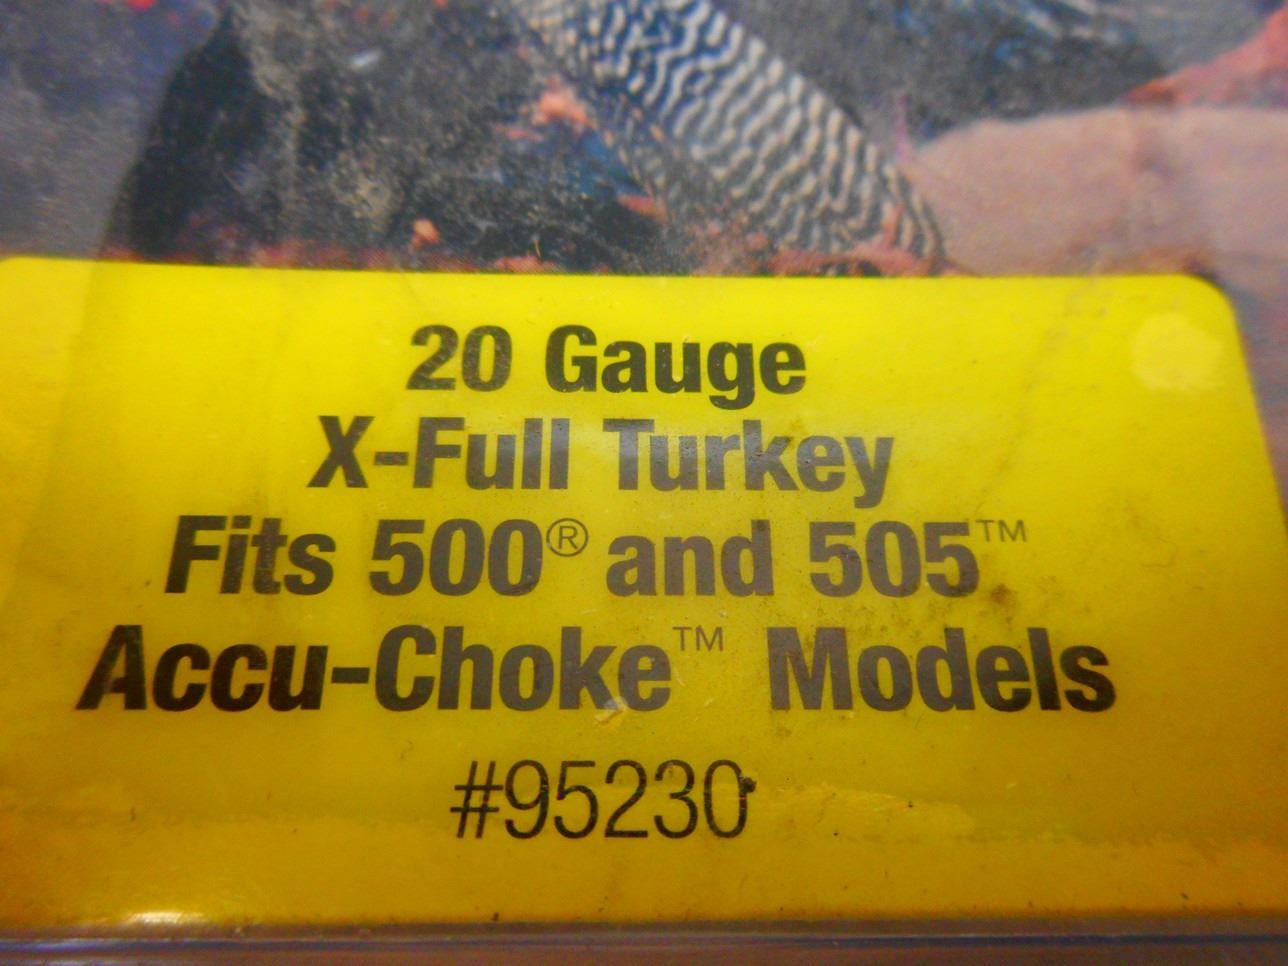 20 Gauge
X-Full Turkey
Fits 500® and 505™
Accu-Choke™ Models
#95230